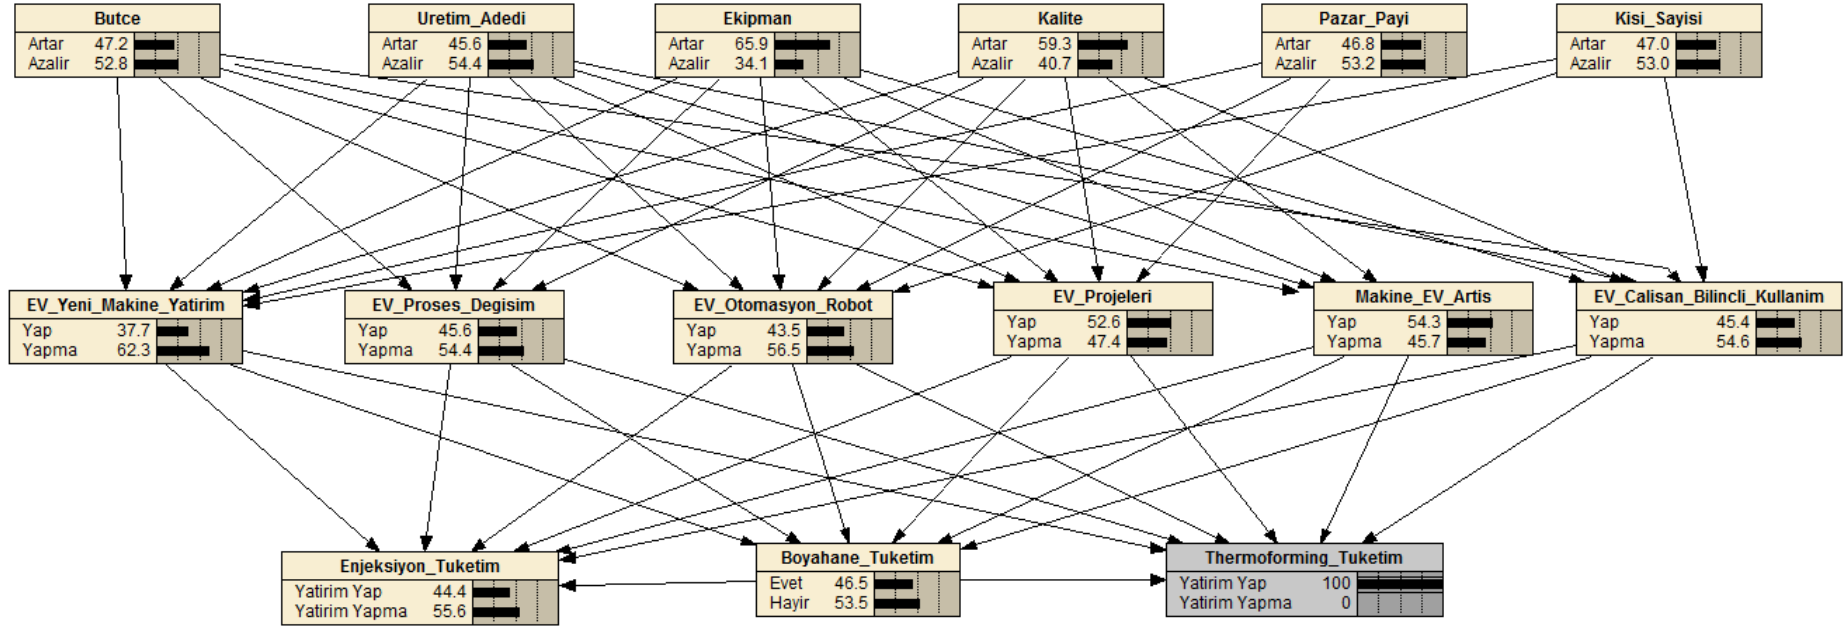 Butce
Artar 47.2
Azalir 52.8
Uretim_Adedi
Artar 45.6
Azalir 54.4
Ekipman
Artar 65.9
Azalir 34.1
Kalite
Artar 59.3
Azalir 40.7
Pazar_Payi
Artar 46.8
Azalir 53.2
Kisi_Sayisi
Artar 47.0
Azalir 53.0
EV_Yeni_Makine_Yatirim
Yap 37.7
Yapma 62.3
EV_Proses_Degisim
Yap 45.6
Yapma 54.4
EV_Otomasyon_Robot
Yap 43.5
Yapma 56.5
EV_Projeleri
Yap 52.6
Yapma 47.4
Makine_EV_Artis
Yap 54.3
Yapma 45.7
EV_Calisan_Bilincli_Kullanim
Yap 45.4
Yapma 54.6
Enjeksiyon_Tuketim
Yatirim Yap 44.4
Yatirim Yapma 55.6
Boyahane_Tuketim
Evet 46.5
Hayir 53.5
Thermoforming_Tuketim
Yatirim Yap 100
Yatirim Yapma 0